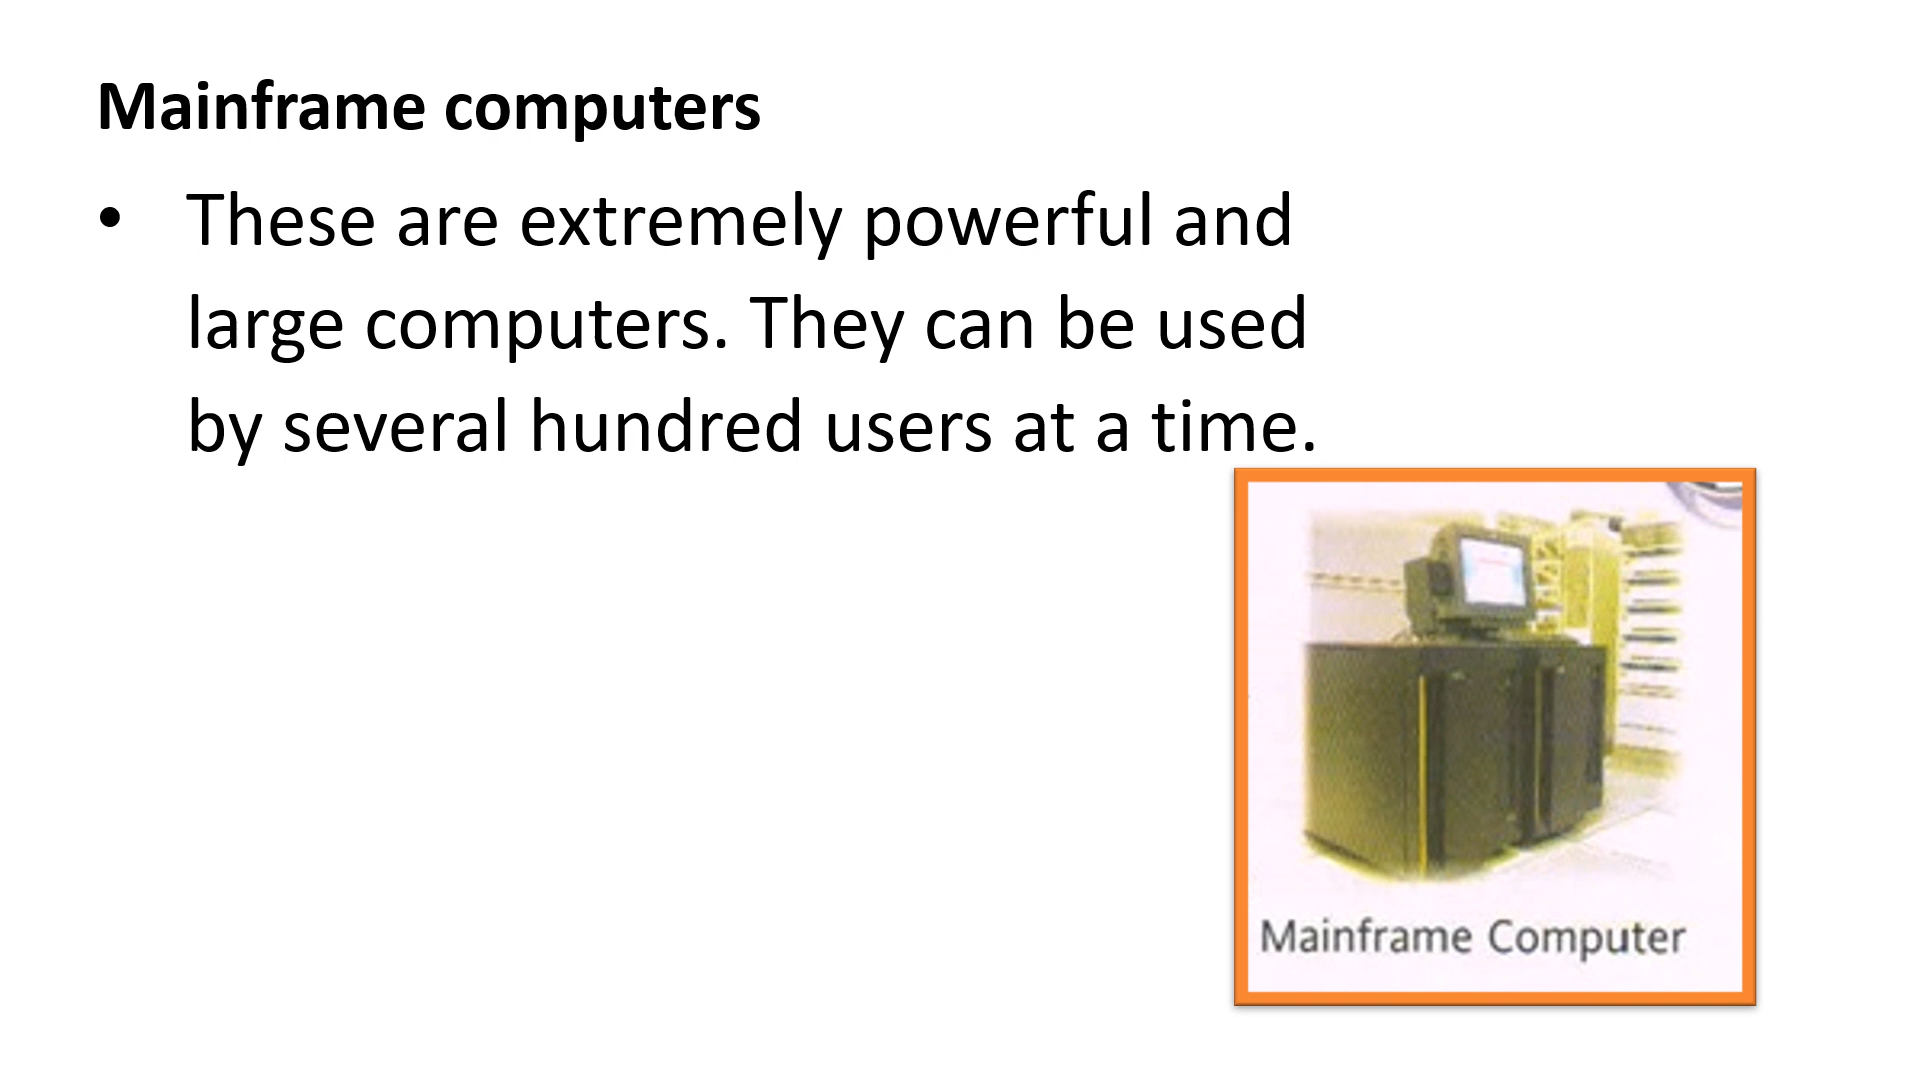 Mainframe computers
• These are extremely powerful and
large computers. They can be used
by several hundred users at a time.
Mainframe Computer